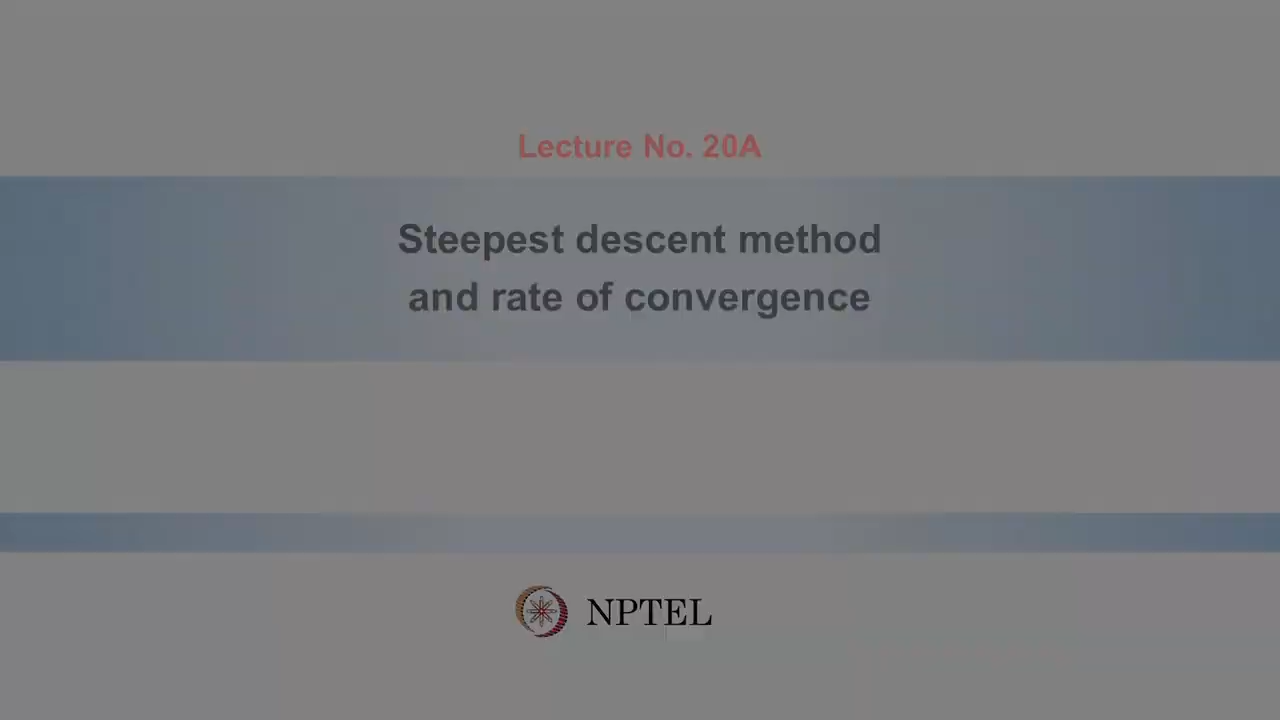 Lecture No. 20A
Steepest descent method
and rate of convergence
NPTEL